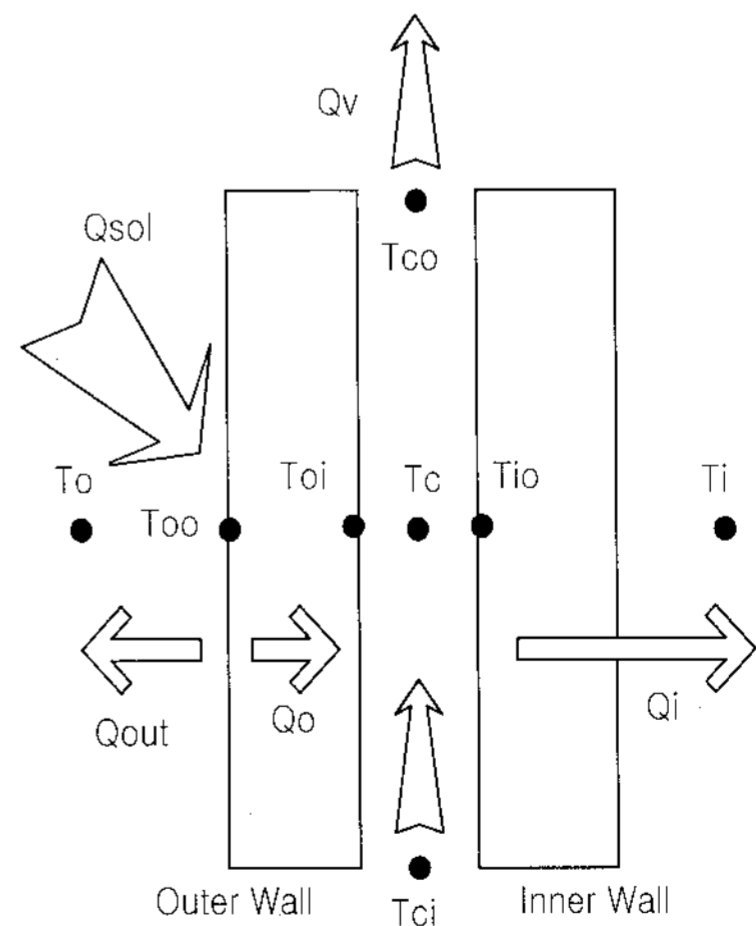 Qv
Qsol
Tco
To
Too
Toi
Tc
Tio
Ti
Qout
Qo
Qi
Outer Wall
Tci
Inner Wall